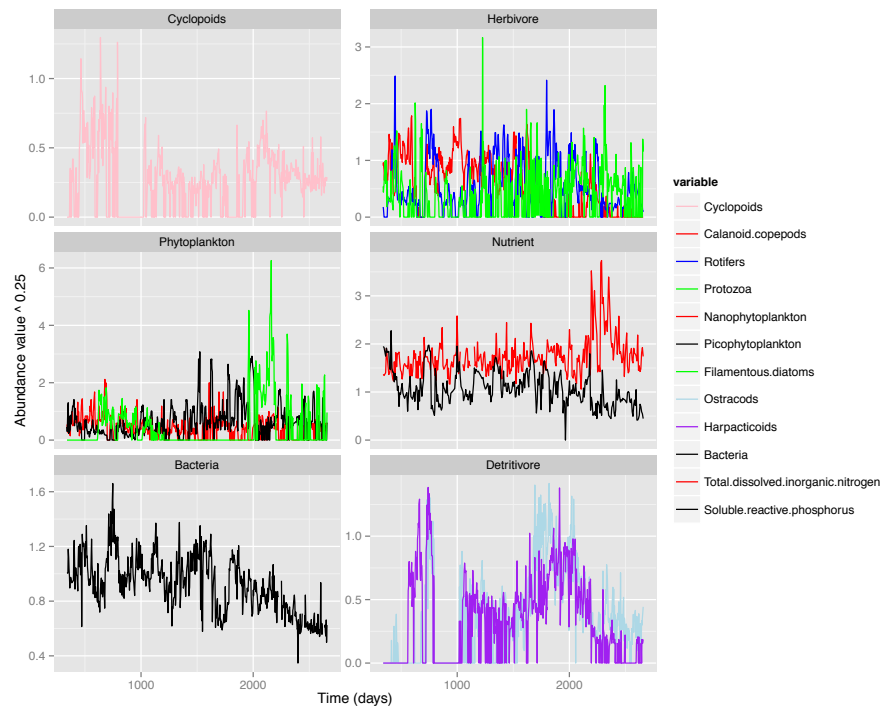 Cyclopoids
Herbivore
1.0
0.5
0.0
3
2
1
0
Phytoplankton
Nutrient
6
4
2
0
3
2
1
0
Bacteria
Detritivore
1.6
1.2
0.8
0.4
1.0
0.5
0.0
1000
2000
1000
2000
Time (days)
Abundance value ^ 0.25
variable
Cyclopoids
Calanoid.copepods
Rotifers
Protozoa
Nanophytoplankton
Picophytoplankton
Filamentous.diatoms
Ostracods
Harpacticoids
Bacteria
Total.dissolved.inorganic.nitrogen
Soluble.reactive.phosphorus